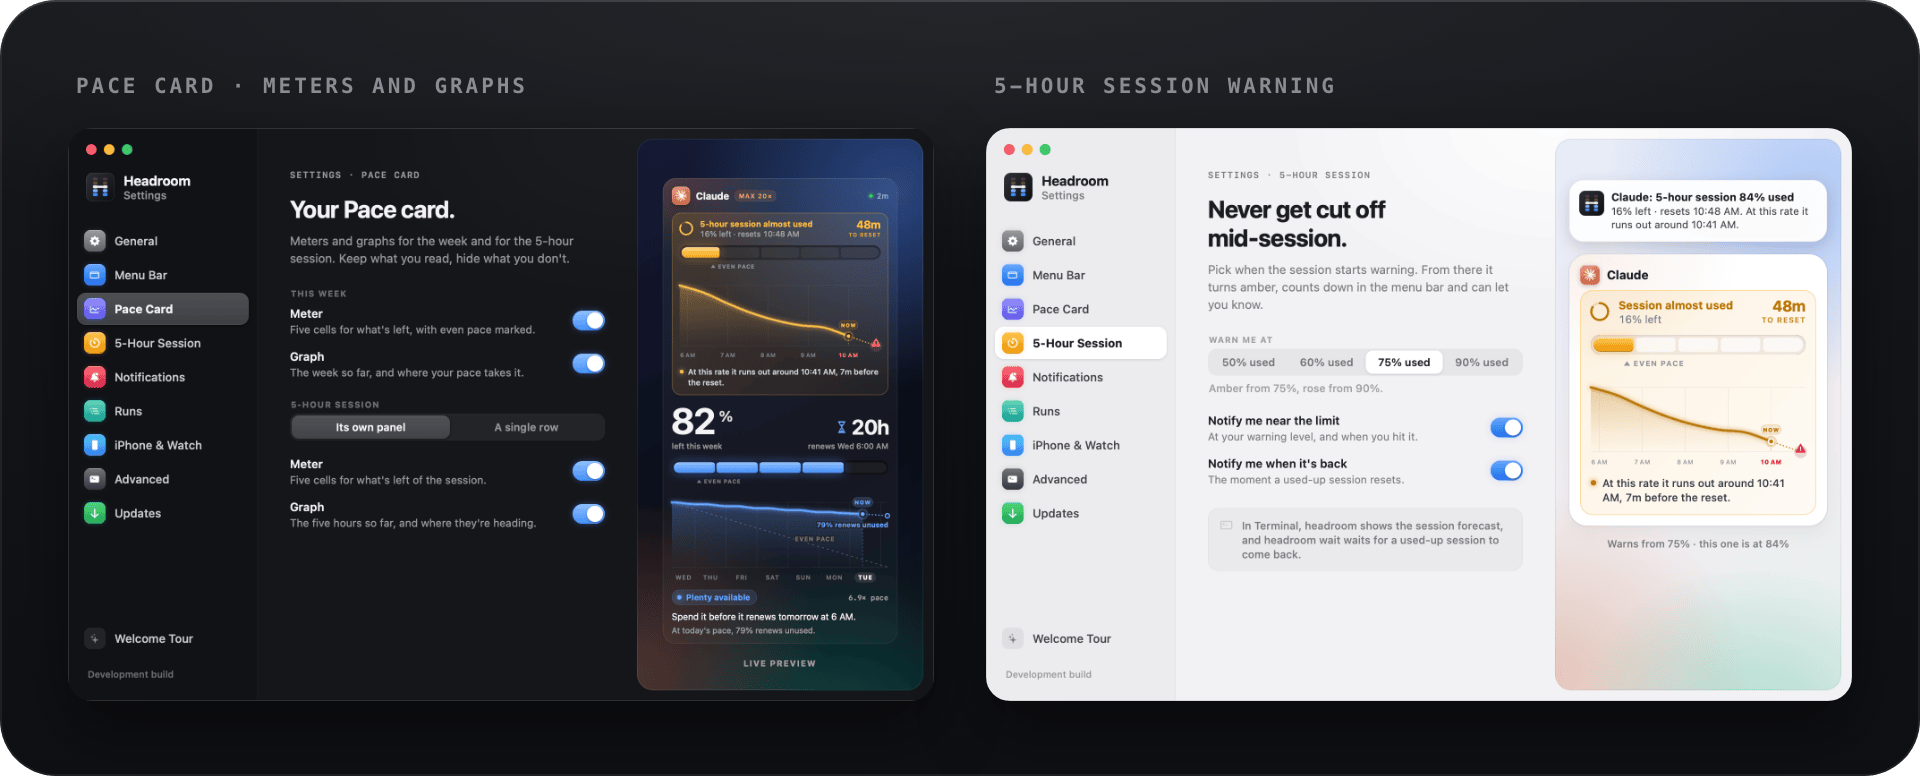 PACE CARD · METERS AND GRAPHS
Headroom
Settings
General
Menu Bar
Pace Card
5-Hour Session
Notifications
Runs
iPhone & Watch
Advanced
Updates
Welcome Tour
Development build
SETTINGS · PACE CARD
Your Pace card.
Meters and graphs for the week and for the 5-hour
session. Keep what you read, hide what you don't.
THIS WEEK
Meter
Five cells for what's left, with even pace marked.
Graph
The week so far, and where your pace takes it.
5-HOUR SESSION
Its own panel
A single row
Meter
Five cells for what's left of the session.
Graph
The five hours so far, and where they're heading.
Claude MAX 20x 2m
5-hour session almost used 48m
16% left · resets 10:48 AM TO RESET
EVEN PACE
NOW
6 AM 7 AM 8 AM 9 AM 10 AM
At this rate it runs out around 10:41 AM, 7m before
the reset.
82% 20h
left this week renews Wed 6:00 AM
EVEN PACE
NOW
79% renews unused
EVEN PACE
WED THU FRI SAT SUN MON TUE
Plenty available 6.9× pace
Spend it before it renews tomorrow at 6 AM.
At today's pace, 79% renews unused.
LIVE PREVIEW
5-HOUR SESSION WARNING
Headroom
Settings
General
Menu Bar
Pace Card
5-Hour Session
Notifications
Runs
iPhone & Watch
Advanced
Updates
Welcome Tour
Development build
SETTINGS · 5-HOUR SESSION
Never get cut off
mid-session.
Pick when the session starts warning. From there it
turns amber, counts down in the menu bar and can let
you know.
WARN ME AT
50% used 60% used 75% used 90% used
Amber from 75%, rose from 90%.
Notify me near the limit
At your warning level, and when you hit it.
Notify me when it's back
The moment a used-up session resets.
In Terminal, headroom shows the session forecast,
and headroom wait waits for a used-up session to
come back.
Claude: 5-hour session 84% used
16% left · resets 10:48 AM. At this rate it
runs out around 10:41 AM.
Claude
Session almost used 48m
16% left TO RESET
EVEN PACE
NOW
6 AM 7 AM 8 AM 9 AM 10 AM
At this rate it runs out around 10:41
AM, 7m before the reset.
Warns from 75% · this one is at 84%